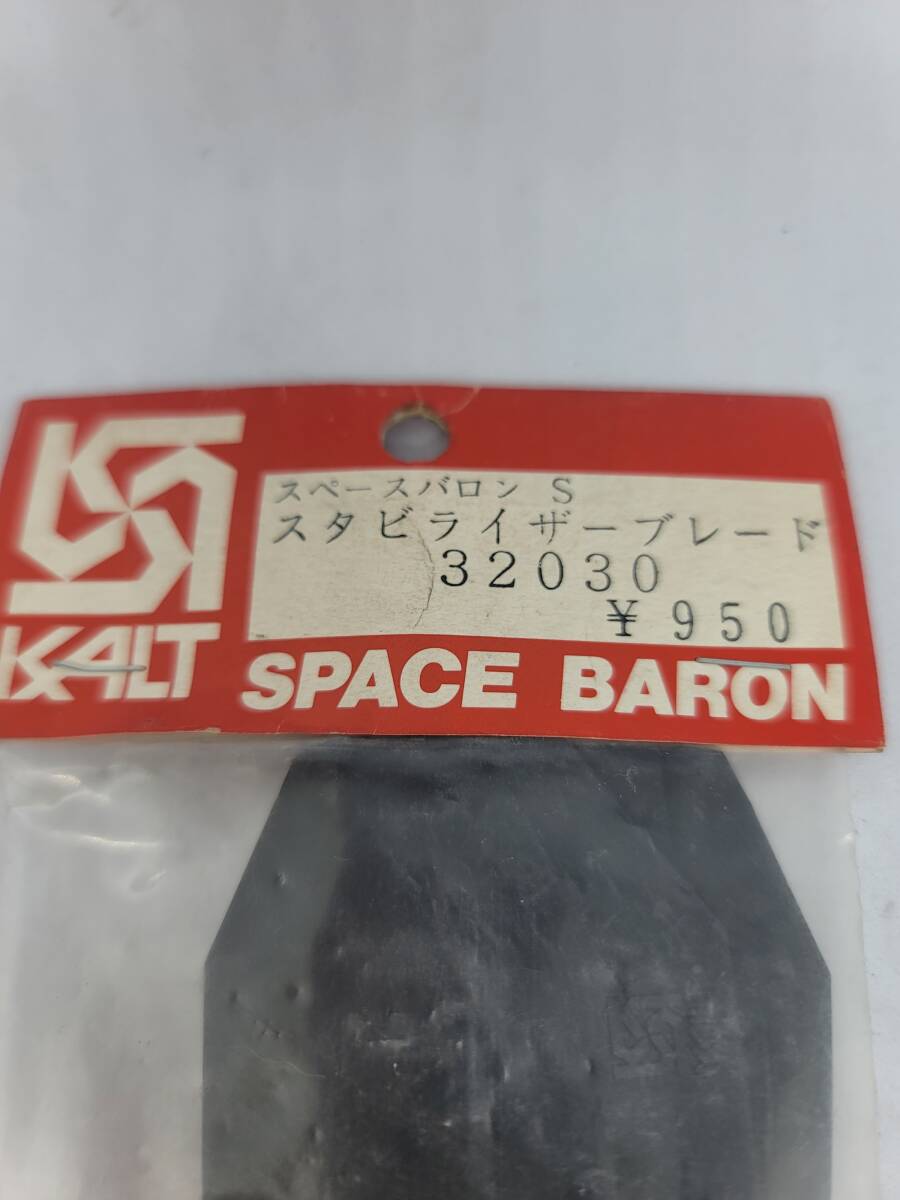 スペースバロン S
スタビライザーブレード
32030
¥950
KALT
SPACE BARON